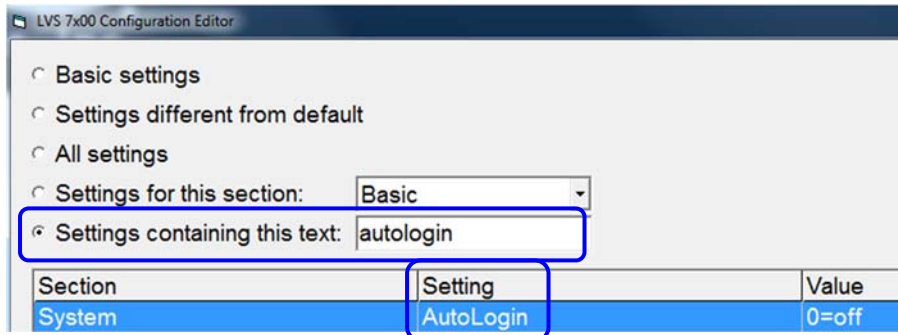 LVS 7x00 Configuration Editor
Basic settings
Settings different from default
All settings
Settings for this section: Basic
Settings containing this text: autologin
Section Setting Value
System AutoLogin 0=off